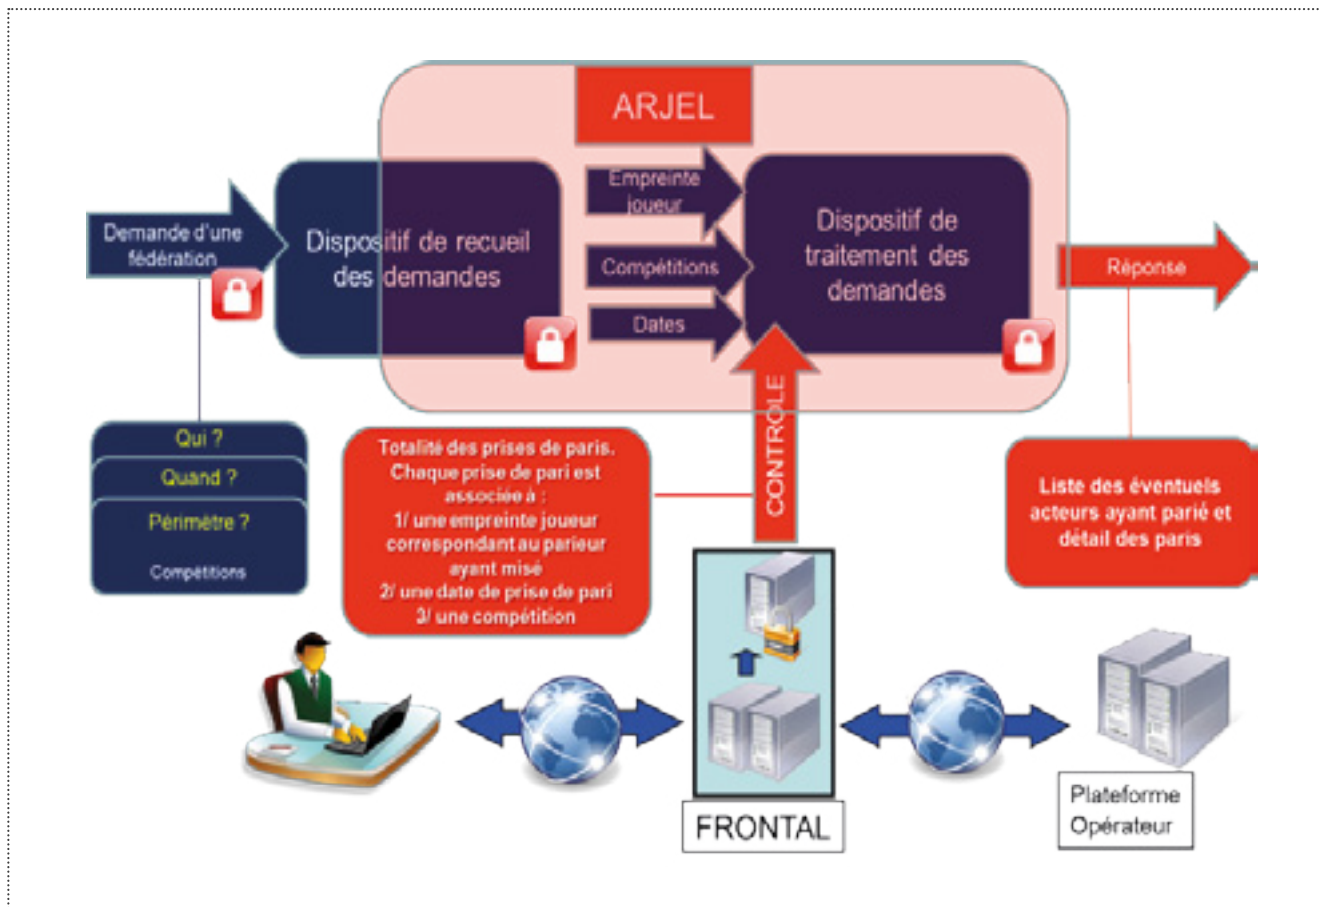 ARJEL
Demande d'une
fédération
Dispositif de recueil
des demandes
Empreinte
joueur
Compétitions
Dates
Dispositif de
traitement des
demandes
Réponse
CONTROLE
Qui ?
Quand ?
Périmètre ?
Compétitions
Totalité des prises de paris.
Chaque prise de pari est
associée à :
1/ une empreinte joueur
correspondant au parieur
ayant misé
2/ une date de prise de pari
3/ une compétition
Liste des éventuels
acteurs ayant parié et
détail des paris
FRONTAL
Plateforme
Opérateur